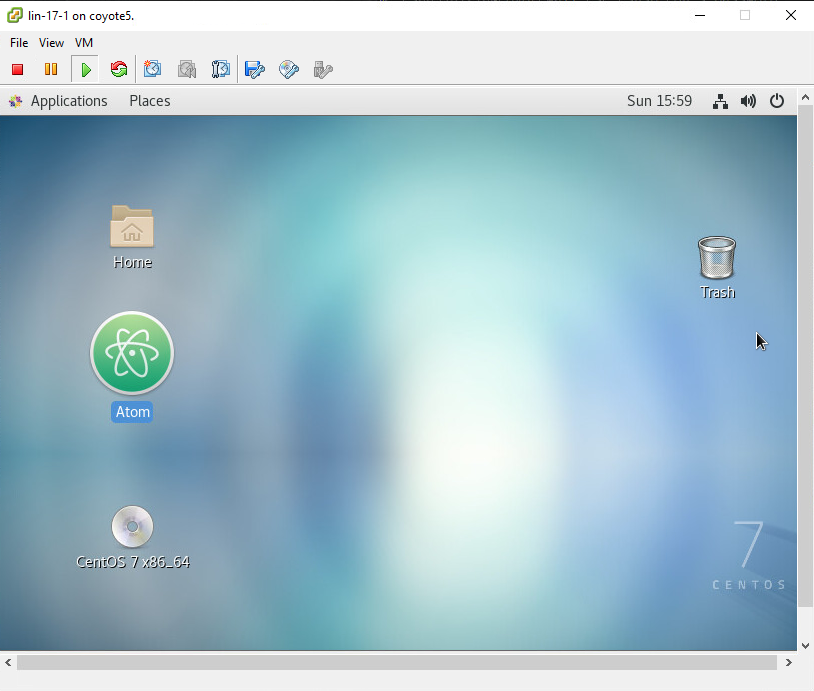 lin-17-1 on coyote5.
File View VM
Applications Places Sun 15:59
Home
Trash
Atom
CentOS 7 x86_64
7
CENTOS